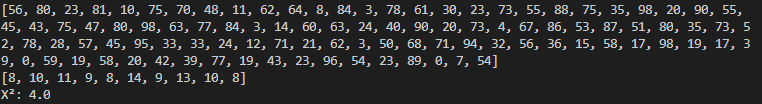 [56, 80, 23, 81, 10, 75, 70, 48, 11, 62, 64, 8, 84, 3, 78, 61, 30, 23, 73, 55, 88, 75, 35, 98, 20, 90, 55,
45, 43, 75, 47, 80, 98, 63, 77, 84, 3, 14, 60, 63, 24, 40, 90, 20, 73, 4, 67, 86, 53, 87, 51, 80, 35, 73, 5
2, 78, 28, 57, 45, 95, 33, 33, 24, 12, 71, 21, 62, 3, 50, 68, 71, 94, 32, 56, 36, 15, 58, 17, 98, 19, 17, 3
9, 0, 59, 19, 58, 20, 42, 39, 77, 19, 43, 23, 96, 54, 23, 89, 0, 7, 54]
[8, 10, 11, 9, 8, 14, 9, 13, 10, 8]
X²: 4.0